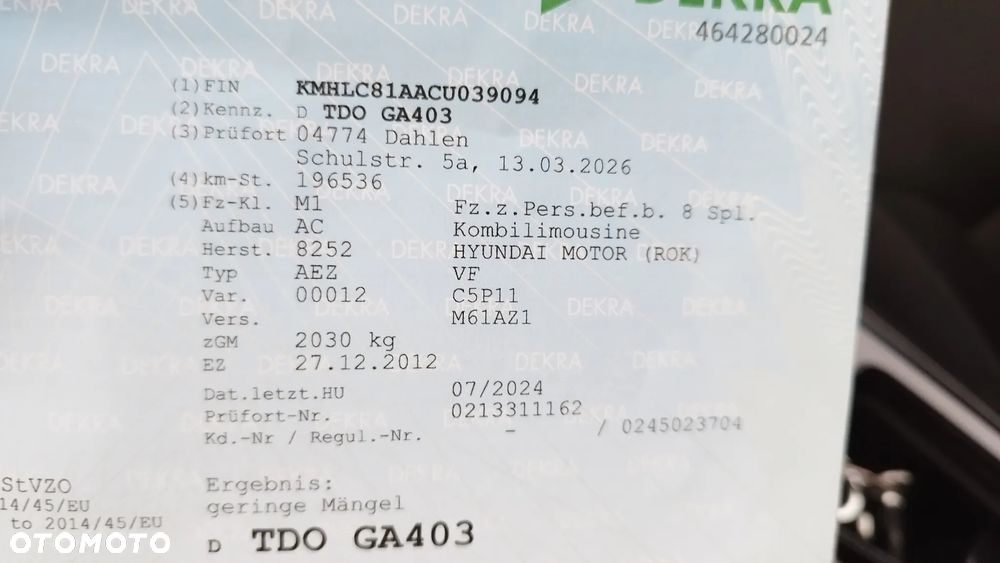 DEKRA
464280024
(1) FIN KMHLC81AACU039094
(2) Kennz. D TDO GA403
(3) Prüfort 04774 Dahlen
Schulstr. 5a, 13.03.2026
(4) km-St. 196536
(5) Fz-Kl. M1 Fz.z.Pers.bef.b. 8 Spl.
Aufbau AC Kombilimousine
Herst. 8252 HYUNDAI MOTOR (ROK)
Typ AEZ VF
Var. 00012 C5P11
Vers. M61AZ1
zGM 2030 kg
EZ 27.12.2012
Dat.letzt.HU 07/2024
Prüfort-Nr. 0213311162
Kd.-Nr / Regul.-Nr. - / 0245023704
StVZO Ergebnis:
14/45/EU geringe Mängel
to 2014/45/EU
D TDO GA403
OTOMOTO